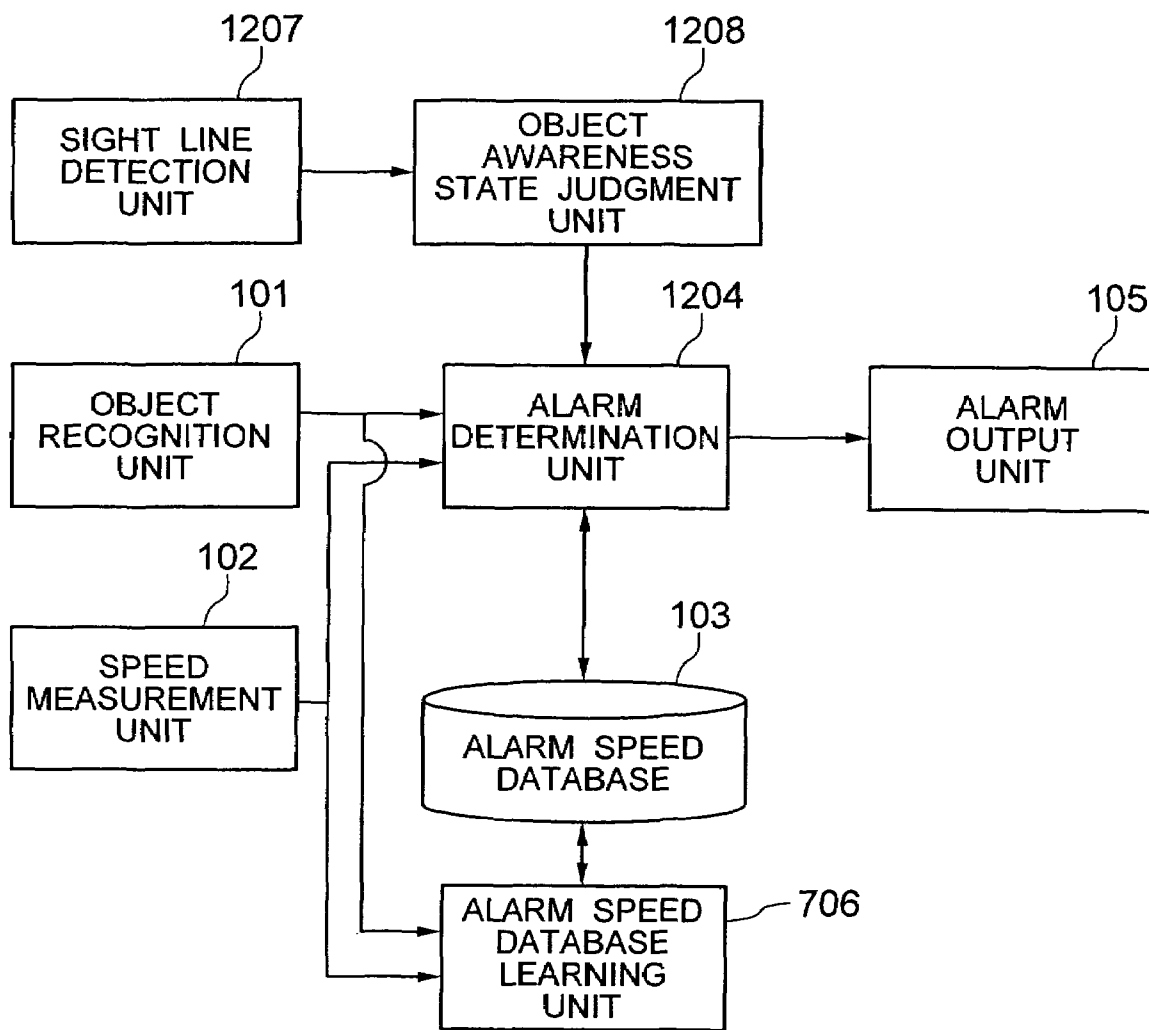 1207
SIGHT LINE
DETECTION
UNIT
1208
OBJECT
AWARENESS
STATE JUDGMENT
UNIT
101
OBJECT
RECOGNITION
UNIT
1204
ALARM
DETERMINATION
UNIT
105
ALARM
OUTPUT
UNIT
102
SPEED
MEASUREMENT
UNIT
103
ALARM SPEED
DATABASE
706
ALARM SPEED
DATABASE
LEARNING
UNIT